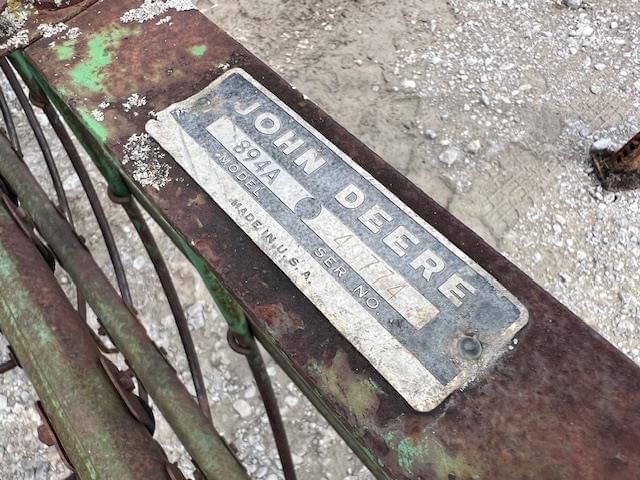 JOHN DEERE
894A
MODEL SER. NO.
MADE IN U.S.A.